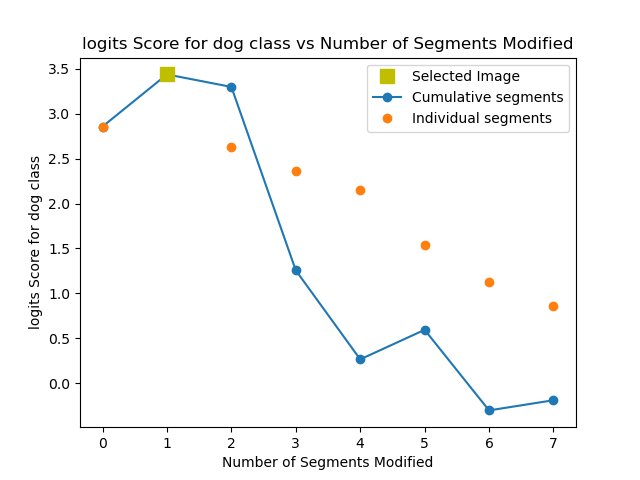 logits Score for dog class vs Number of Segments Modified
3.5
3.0
2.5
2.0
1.5
1.0
0.5
0.0
logits Score for dog class
Selected Image
Cumulative segments
Individual segments
0 1 2 3 4 5 6 7
Number of Segments Modified